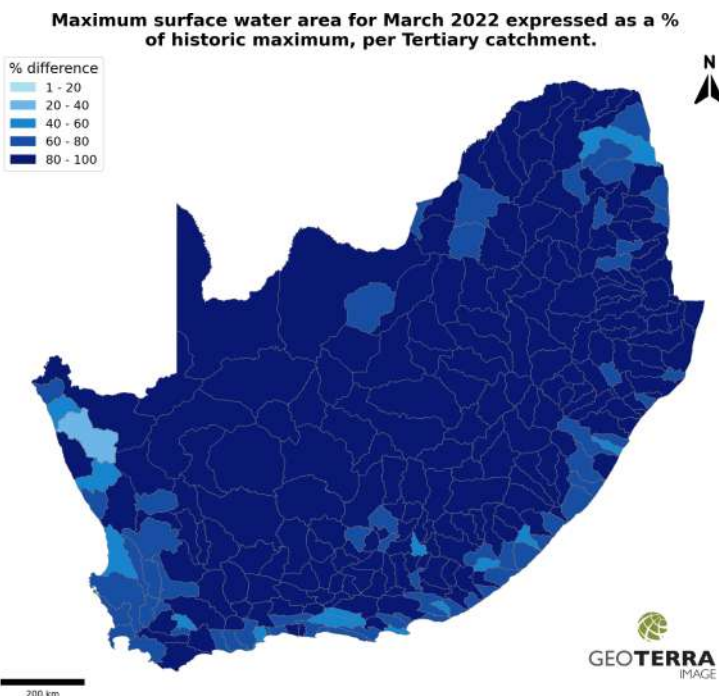 Maximum surface water area for March 2022 expressed as a %
of historic maximum, per Tertiary catchment.
% difference
1 - 20
20 - 40
40 - 60
60 - 80
80 - 100
N
GEOTERRA
IMAGE
200 km